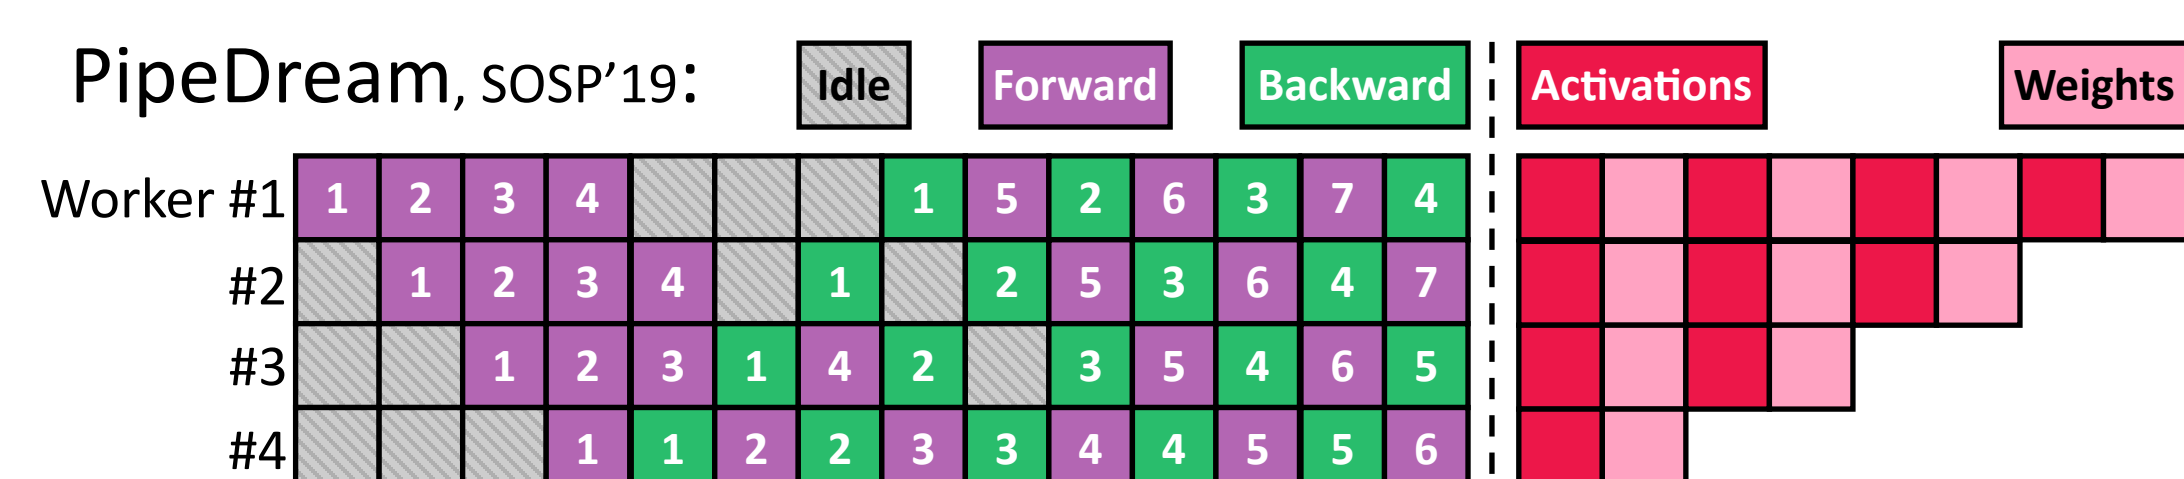 PipeDream, SOSP’19: Idle Forward Backward Activations Weights
Worker #1 1 2 3 4 1 5 2 6 3 7 4
#2 1 2 3 4 1 2 5 3 6 4 7
#3 1 2 3 1 4 2 3 5 4 6 5
#4 1 1 2 2 3 3 4 4 5 5 6